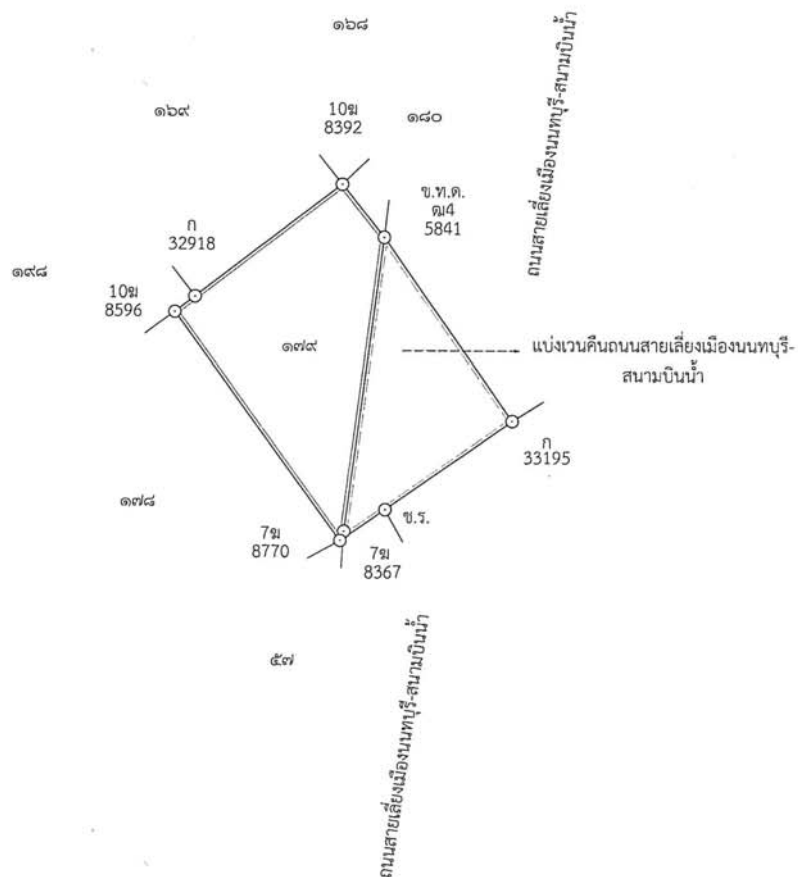 ๑๖๘
ถนนสายเลี่ยงเมืองนนทบุรี-สนามบินน้ำ
๑๖๙
10ฆ
8392
๑๘๐
ข.ท.ด.
ฒ4
5841
ก
32918
๑๙๘
10ฆ
8596
๑๗๙
แบ่งเวนคืนถนนสายเลี่ยงเมืองนนทบุรี-
สนามบินน้ำ
ก
33195
๑๗๘
ช.ร.
7ฆ
8770
7ฆ
8367
๕๗
ถนนสายเลี่ยงเมืองนนทบุรี-สนามบินน้ำ